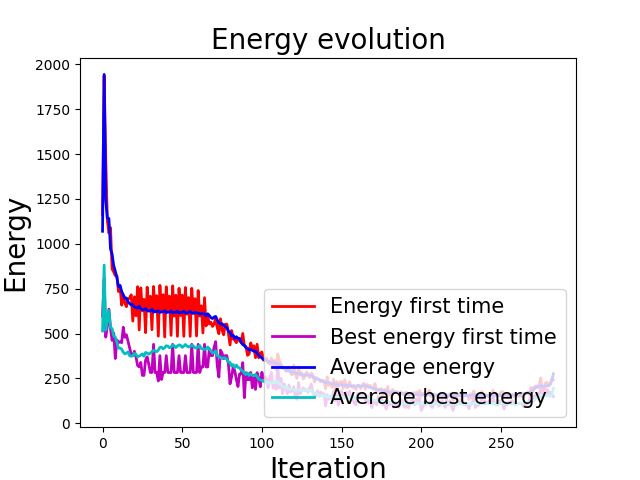 Energy evolution
Energy
2000
1750
1500
1250
1000
750
500
250
0
Energy first time
Best energy first time
Average energy
Average best energy
0 50 100 150 200 250
Iteration